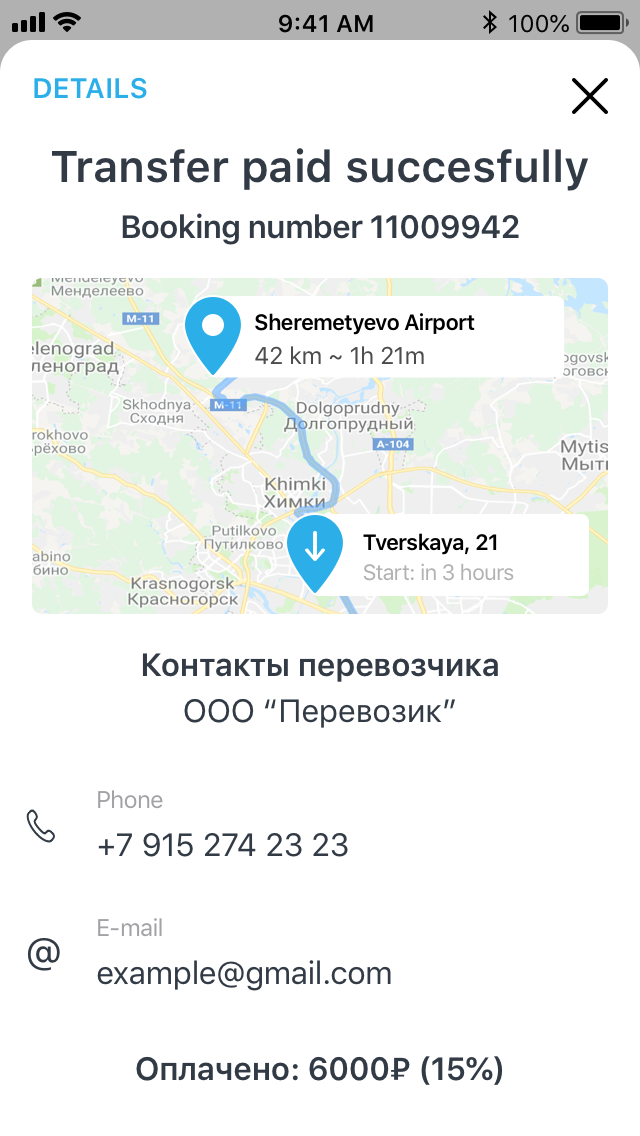 9:41 AM
100%
DETAILS
Transfer paid succesfully
Booking number 11009942
Mendeleyevo
Менделеево
M-11
Sheremetyevo Airport
42 km ~ 1h 21m
elenograd
леноград
ogovsk
оговск
Skhodnya
Сходня
M-11
Dolgoprudny
Долгопрудный
A-104
rokhovo
рёхово
Mytis
Мыти
Khimki
Химки
Putilkovo
Путилково
Tverskaya, 21
Start: in 3 hours
abino
бино
Krasnogorsk
Красногорск
Контакты перевозчика
ООО “Перевозик”
Phone
+7 915 274 23 23
E-mail
@
example@gmail.com
Оплачено: 6000₽ (15%)